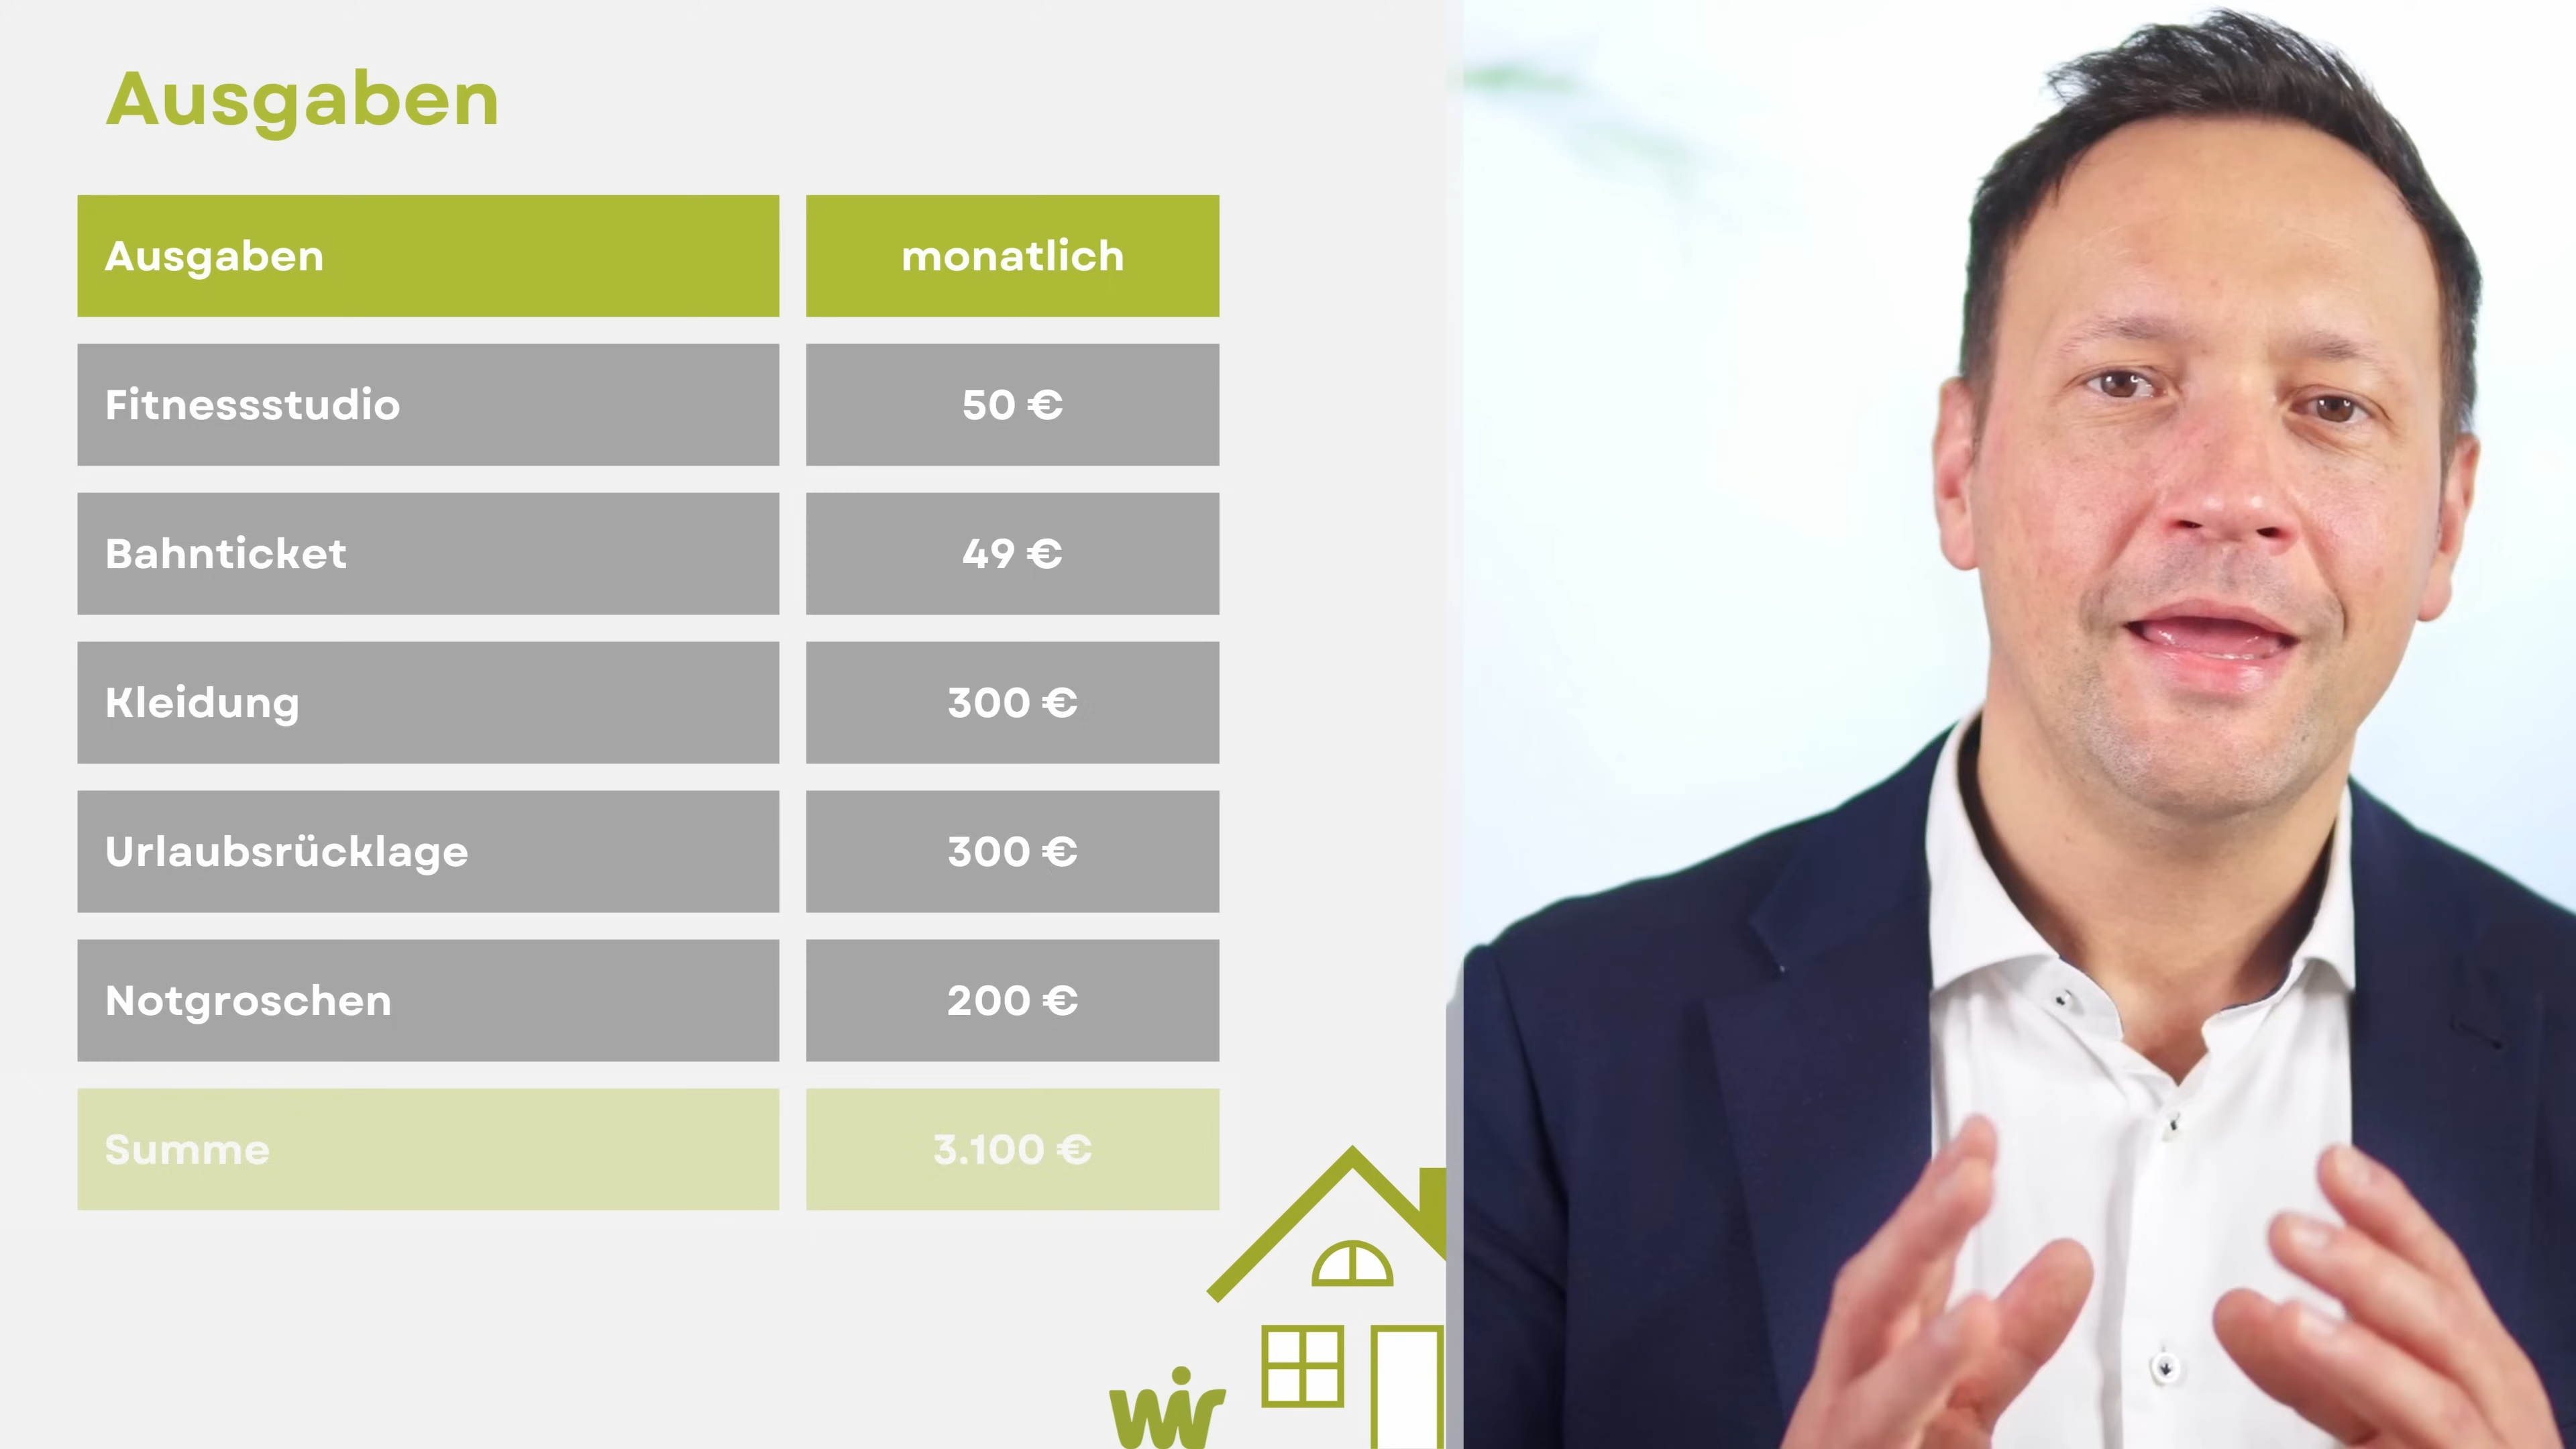 Ausgaben
Ausgaben monatlich
Fitnessstudio 50 €
Bahnticket 49 €
Kleidung 300 €
Urlaubsrücklage 300 €
Notgroschen 200 €
Summe 3.100 €
wir